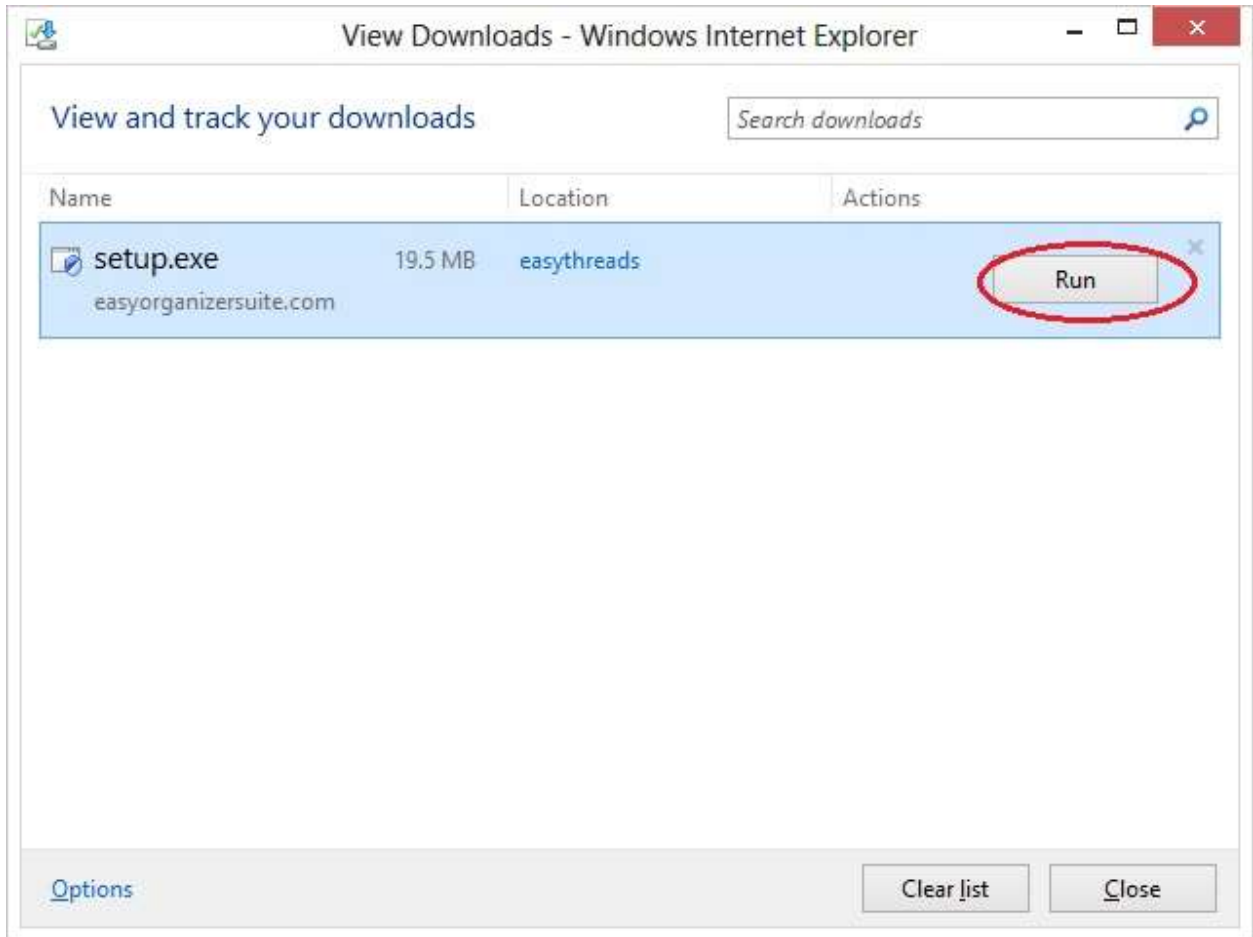 View Downloads - Windows Internet Explorer
View and track your downloads
Search downloads
Name Location Actions
setup.exe 19.5 MB easythreads
Run
easyorganizersuite.com
Options Clear list Close